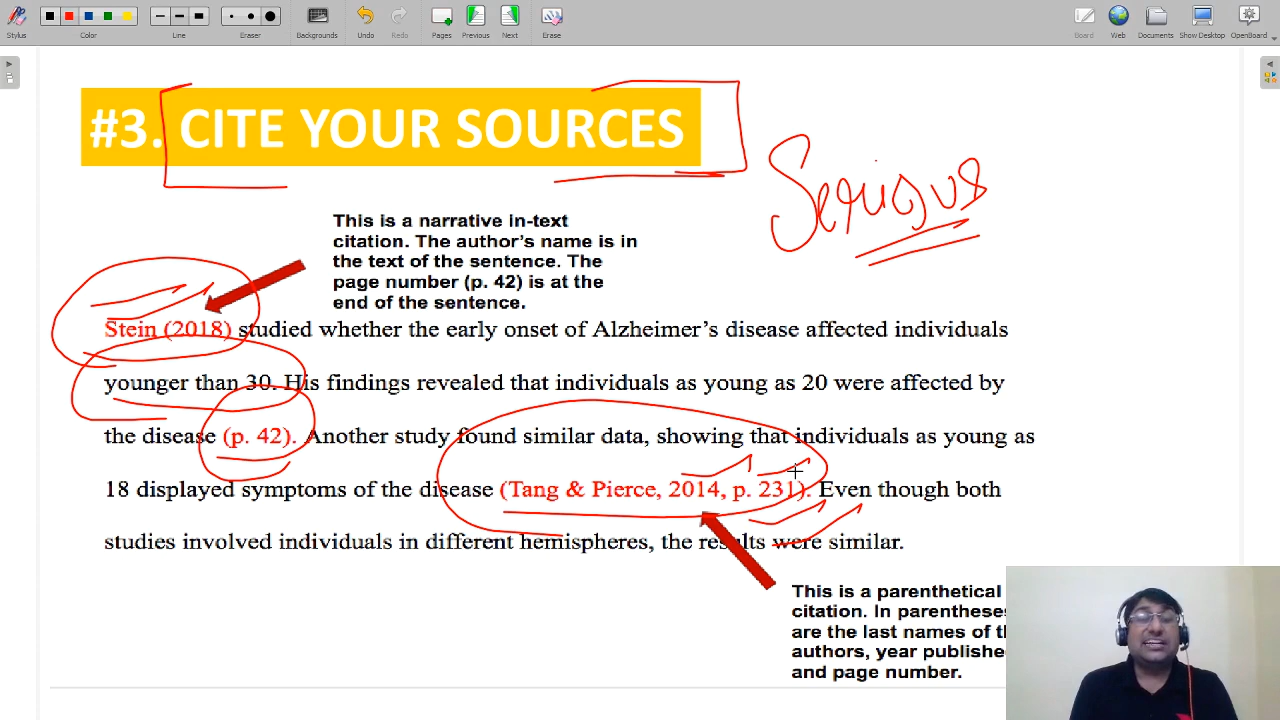 Stylus
Color
Line
Eraser
Backgrounds
Undo
Redo
Pages
Previous
Next
Erase
Board
Web
Documents
Show Desktop
OpenBoard
#3. CITE YOUR SOURCES
Serious
This is a narrative in-text
citation. The author's name is in
the text of the sentence. The
page number (p. 42) is at the
end of the sentence.
Stein (2018) studied whether the early onset of Alzheimer's disease affected individuals
younger than 30. His findings revealed that individuals as young as 20 were affected by
the disease (p. 42). Another study found similar data, showing that individuals as young as
18 displayed symptoms of the disease (Tang & Pierce, 2014, p. 231). Even though both
studies involved individuals in different hemispheres, the results were similar.
This is a parenthetical
citation. In parentheses
are the last names of
authors, year
and page number.